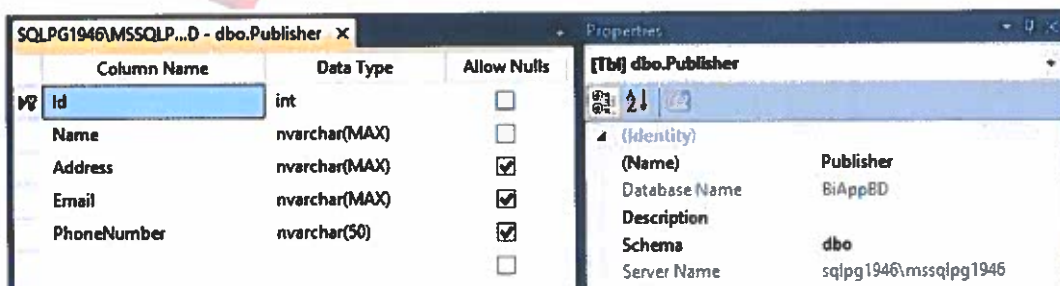 SQLPG1946\MSSQLP...D - dbo.Publisher ×
Column Name Data Type Allow Nulls
Id int
Name nvarchar(MAX)
Address nvarchar(MAX)
Email nvarchar(MAX)
PhoneNumber nvarchar(50)
Properties
[Tbl] dbo.Publisher
(Identity)
(Name) Publisher
Database Name BiAppBD
Description
Schema dbo
Server Name sqlpg1946\mssqlpg1946